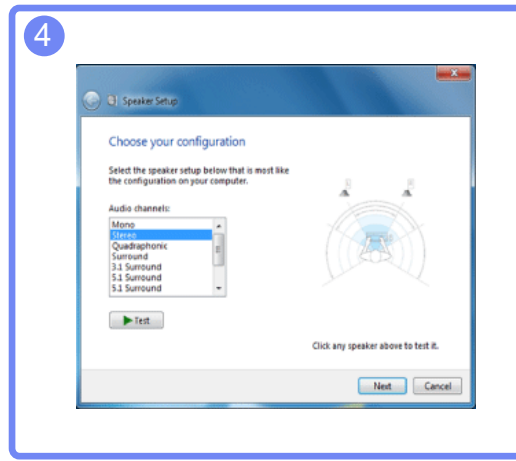 4
Speaker Setup
Choose your configuration
Select the speaker setup below that is most like
the configuration on your computer.
Audio channels:
Mono
Stereo
Quadraphonic
Surround
3.1 Surround
5.1 Surround
5.1 Surround
Test
Click any speaker above to test it.
Next
Cancel